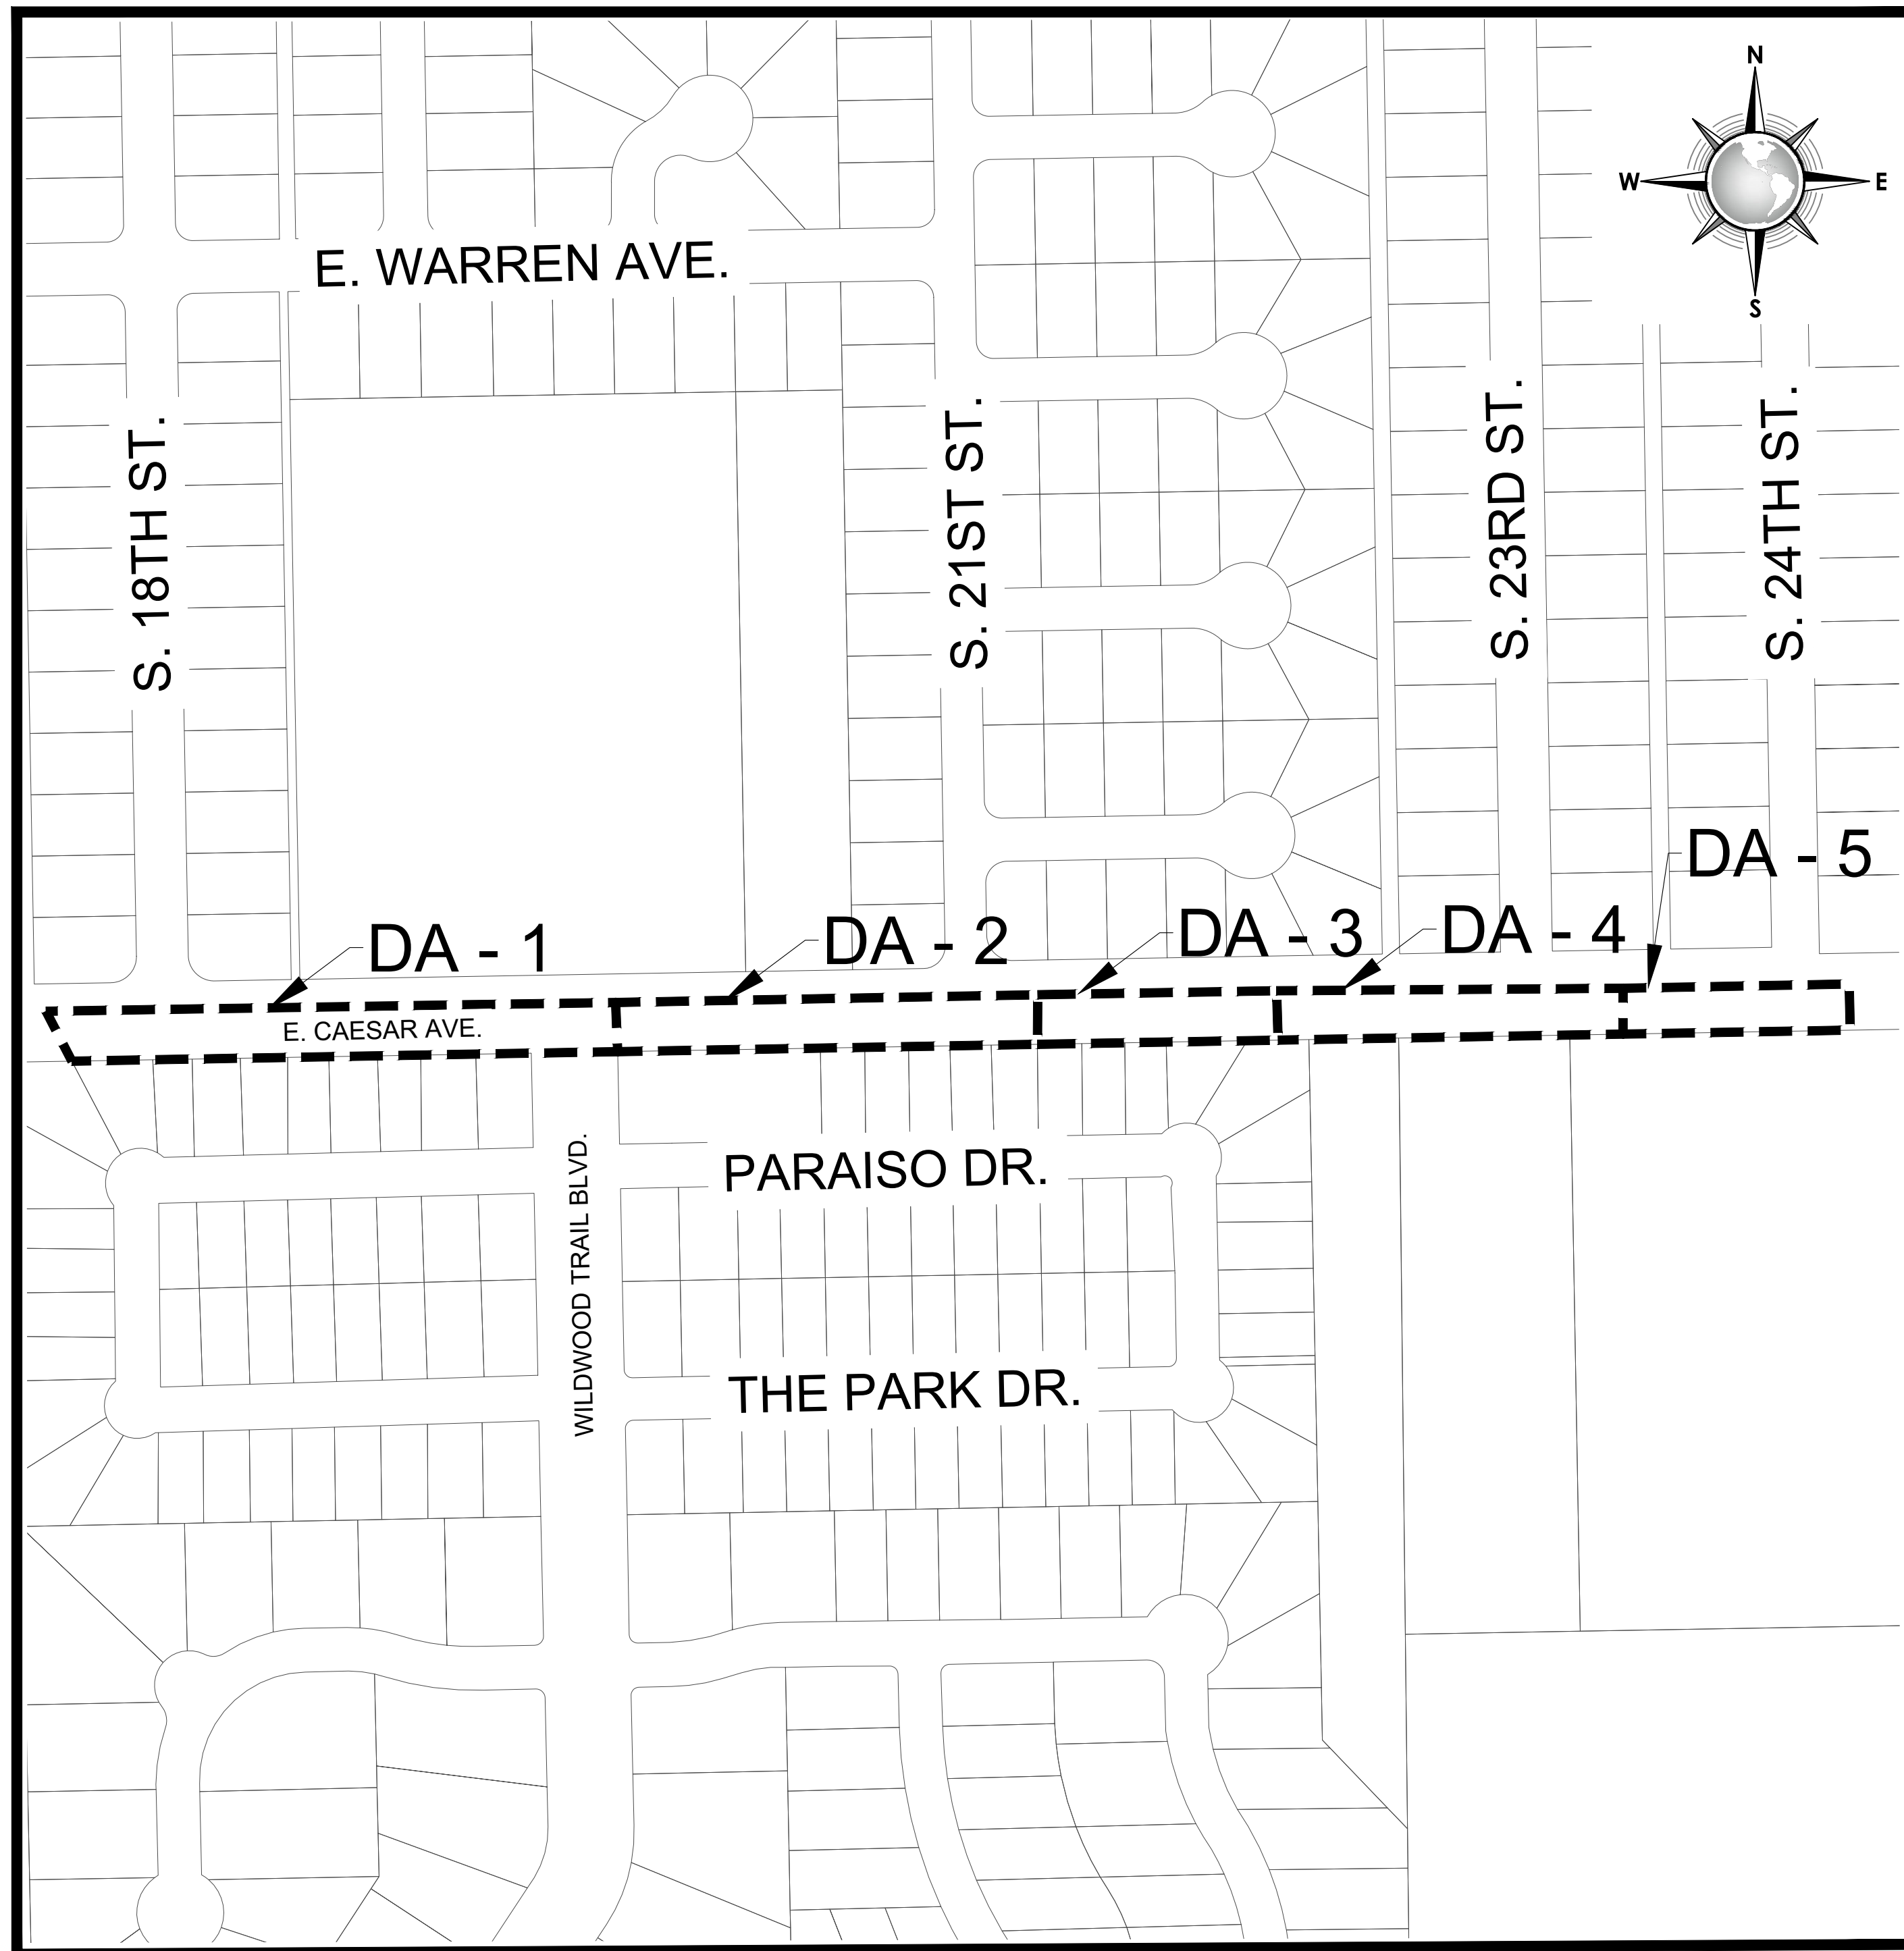 N
W
E
S
E. WARREN AVE.
S. 18TH ST.
S. 21ST ST.
S. 23RD ST.
S. 24TH ST.
DA - 5
DA - 1
DA - 2
DA - 3
DA - 4
E. CAESAR AVE.
WILDWOOD TRAIL BLVD.
PARAISO DR.
THE PARK DR.